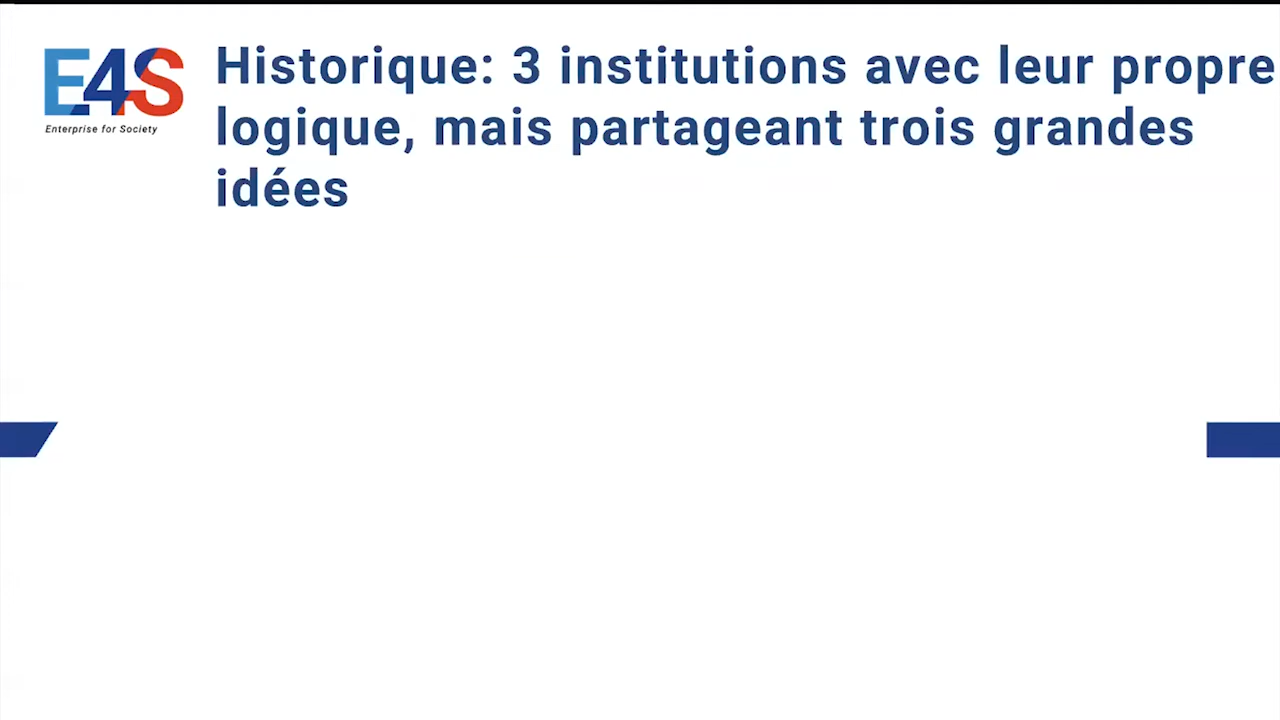 E4S
Enterprise for Society
Historique: 3 institutions avec leur propre
logique, mais partageant trois grandes
idées